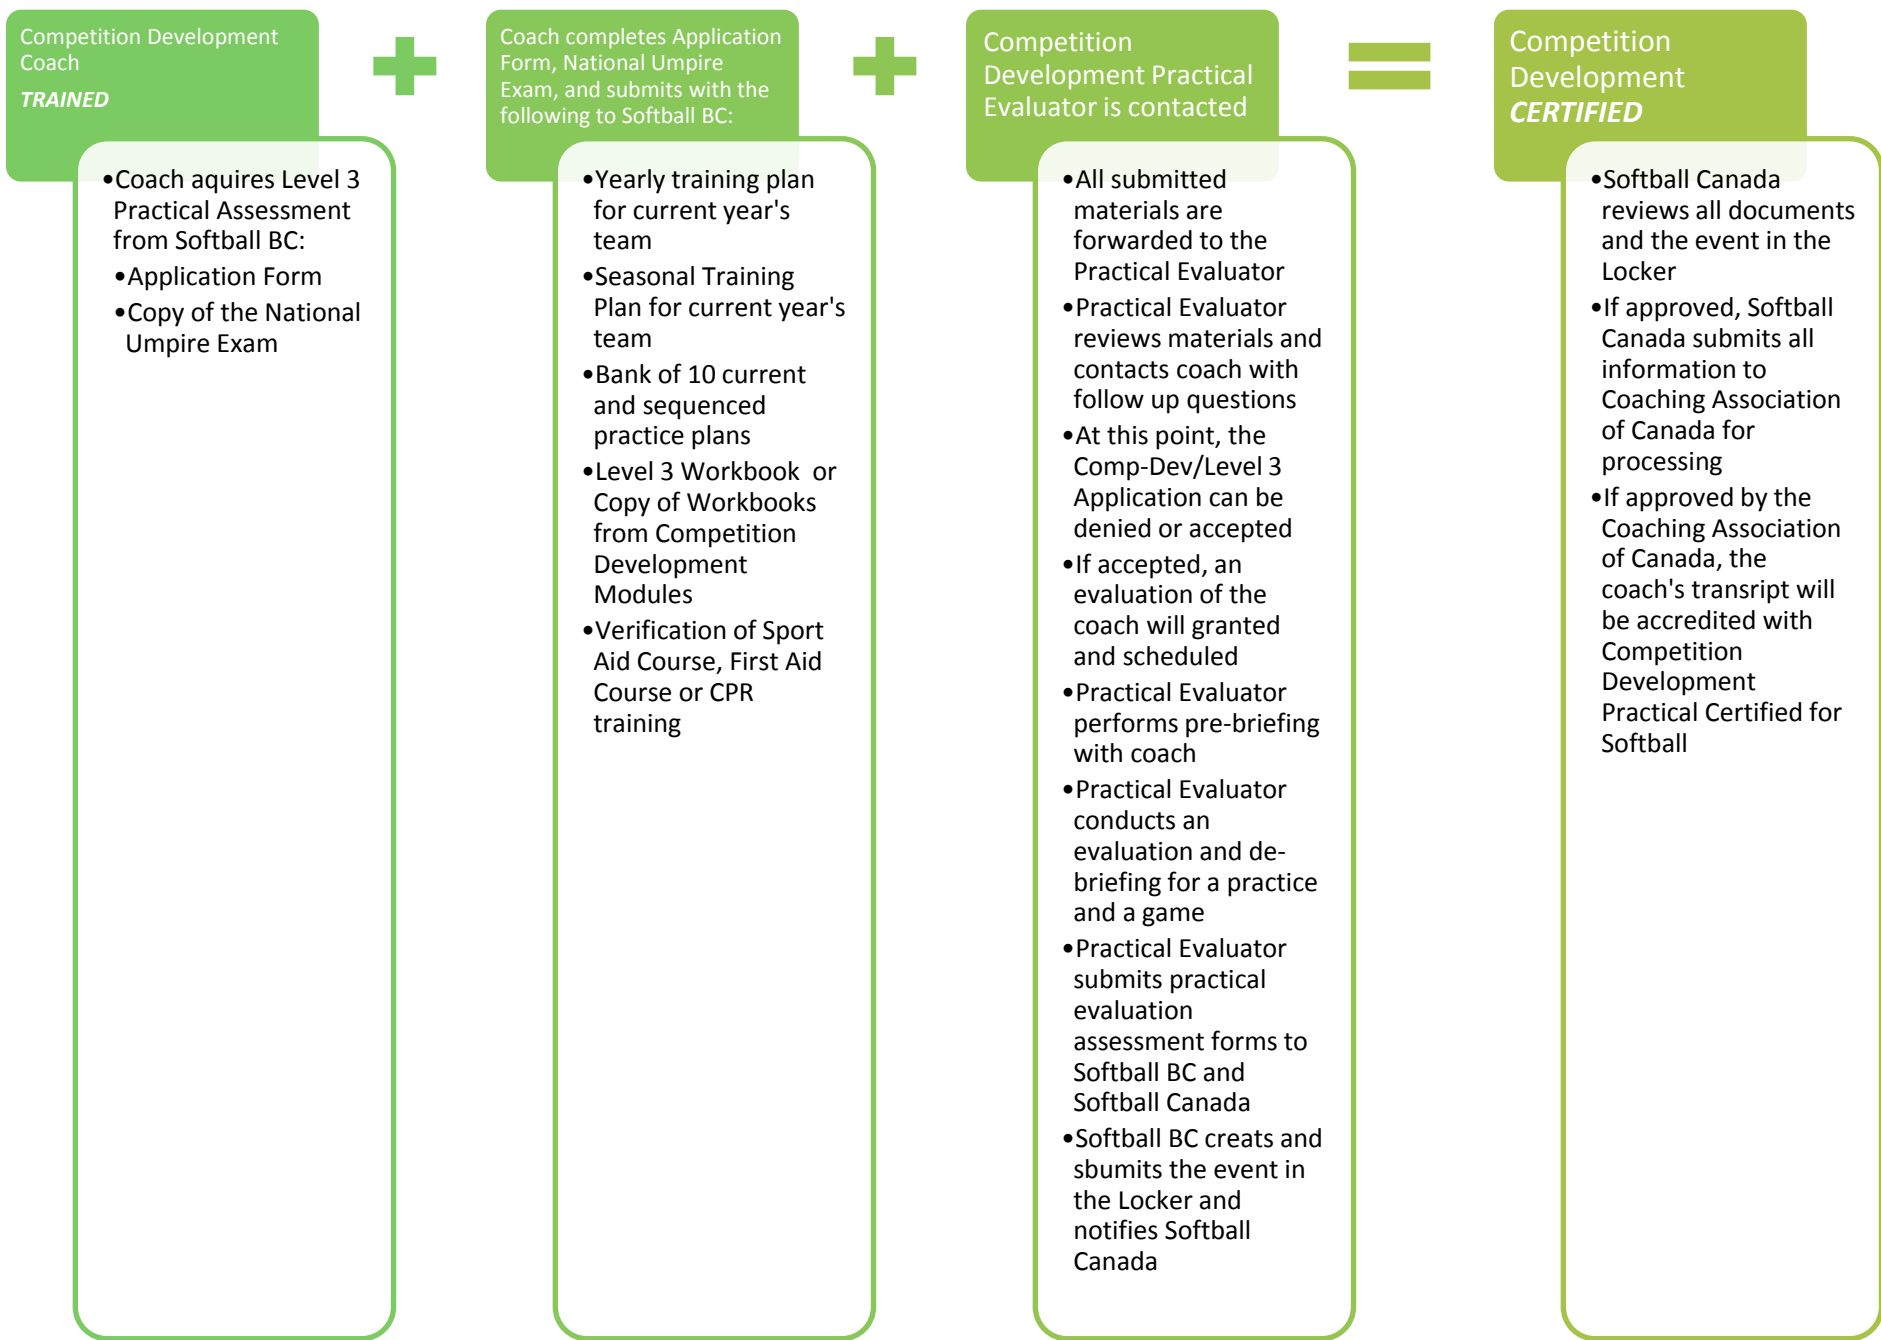 Competition Development
Coach
TRAINED
•Coach aquires Level 3
Practical Assessment
from Softball BC:
•Application Form
•Copy of the National
Umpire Exam
Coach completes Application
Form, National Umpire
Exam, and submits with the
following to Softball BC:
•Yearly training plan
for current year's
team
•Seasonal Training
Plan for current year's
team
•Bank of 10 current
and sequenced
practice plans
•Level 3 Workbook or
Copy of Workbooks
from Competition
Development
Modules
•Verification of Sport
Aid Course, First Aid
Course or CPR
training
Competition
Development Practical
Evaluator is contacted
•All submitted
materials are
forwarded to the
Practical Evaluator
•Practical Evaluator
reviews materials and
contacts coach with
follow up questions
•At this point, the
Comp-Dev/Level 3
Application can be
denied or accepted
•If accepted, an
evaluation of the
coach will granted
and scheduled
•Practical Evaluator
performs pre-briefing
with coach
•Practical Evaluator
conducts an
evaluation and de-
briefing for a practice
and a game
•Practical Evaluator
submits practical
evaluation
assessment forms to
Softball BC and
Softball Canada
•Softball BC creats and
sbumits the event in
the Locker and
notifies Softball
Canada
Competition
Development
CERTIFIED
•Softball Canada
reviews all documents
and the event in the
Locker
•If approved, Softball
Canada submits all
information to
Coaching Association
of Canada for
processing
•If approved by the
Coaching Association
of Canada, the
coach's transript will
be accredited with
Competition
Development
Practical Certified for
Softball